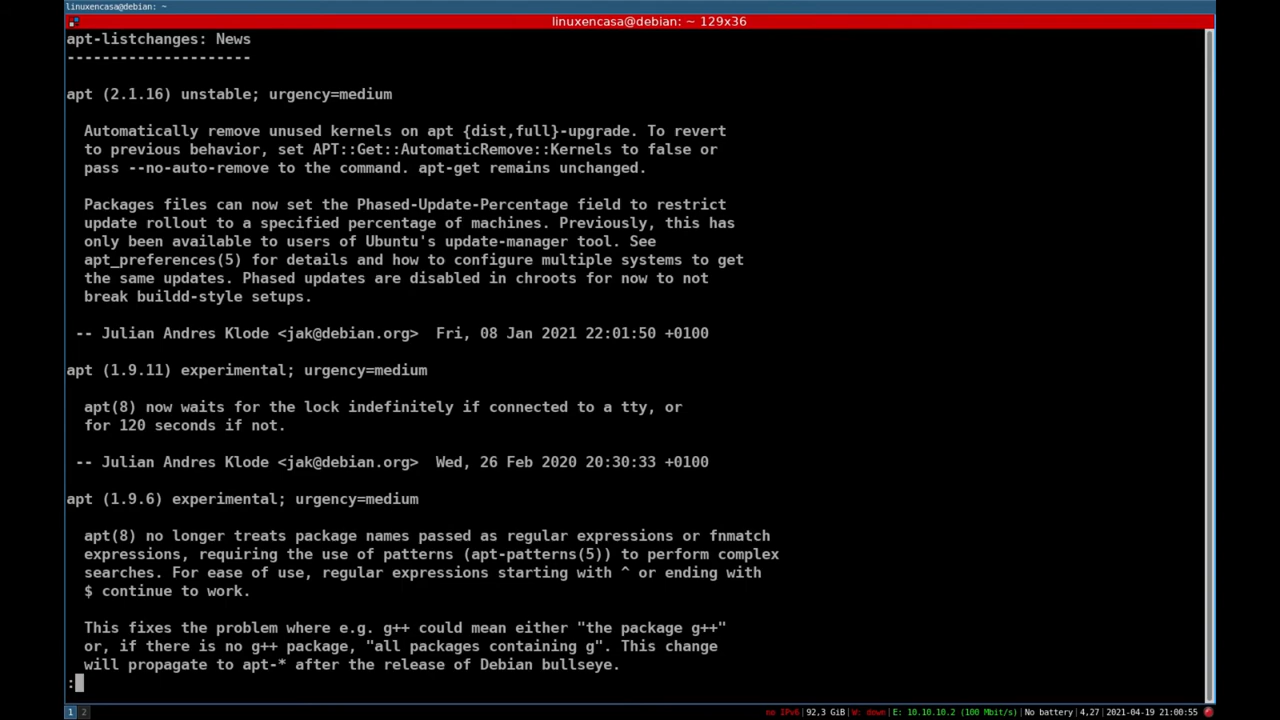 linuxencasa@debian: ~
linuxencasa@debian: ~ 129x36
apt-listchanges: News
---------------------
apt (2.1.16) unstable; urgency=medium
Automatically remove unused kernels on apt {dist,full}-upgrade. To revert
to previous behavior, set APT::Get::AutomaticRemove::Kernels to false or
pass --no-auto-remove to the command. apt-get remains unchanged.
Packages files can now set the Phased-Update-Percentage field to restrict
update rollout to a specified percentage of machines. Previously, this has
only been available to users of Ubuntu's update-manager tool. See
apt_preferences(5) for details and how to configure multiple systems to get
the same updates. Phased updates are disabled in chroots for now to not
break buildd-style setups.
-- Julian Andres Klode <jak@debian.org>  Fri, 08 Jan 2021 22:01:50 +0100
apt (1.9.11) experimental; urgency=medium
apt(8) now waits for the lock indefinitely if connected to a tty, or
for 120 seconds if not.
-- Julian Andres Klode <jak@debian.org>  Wed, 26 Feb 2020 20:30:33 +0100
apt (1.9.6) experimental; urgency=medium
apt(8) no longer treats package names passed as regular expressions or fnmatch
expressions, requiring the use of patterns (apt-patterns(5)) to perform complex
searches. For ease of use, regular expressions starting with ^ or ending with
$ continue to work.
This fixes the problem where e.g. g++ could mean either "the package g++"
or, if there is no g++ package, "all packages containing g". This change
will propagate to apt-* after the release of Debian bullseye.
:
1 2 no IPv6|92,3 GiB|W: down|E: 10.10.10.2 (100 Mbit/s)|No battery|4,27|2021-04-19 21:00:55